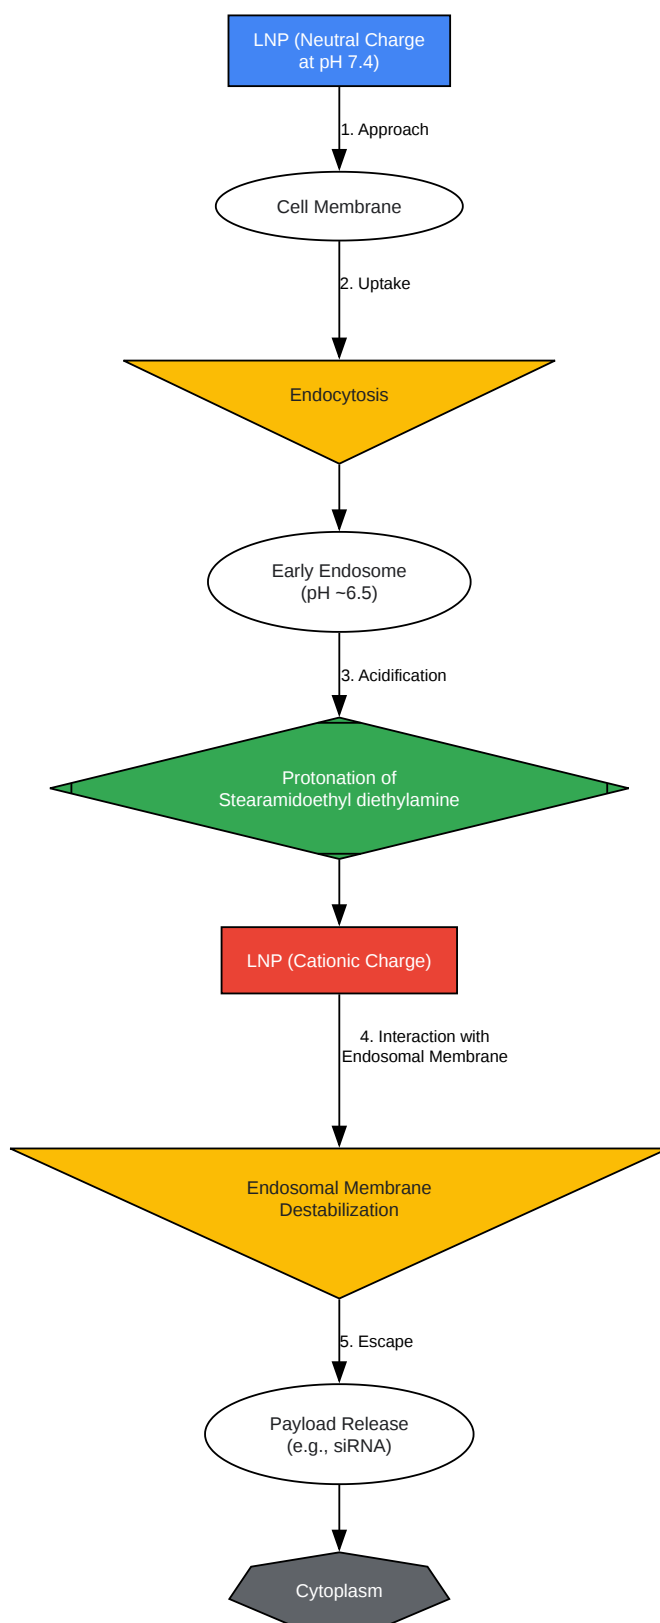 LNP (Neutral Charge
at pH 7.4)
1. Approach
Cell Membrane
2. Uptake
Endocytosis
Early Endosome
(pH ~6.5)
3. Acidification
Protonation of
Stearamidoethyl diethylamine
LNP (Cationic Charge)
4. Interaction with
Endosomal Membrane
Endosomal Membrane
Destabilization
5. Escape
Payload Release
(e.g., siRNA)
Cytoplasm